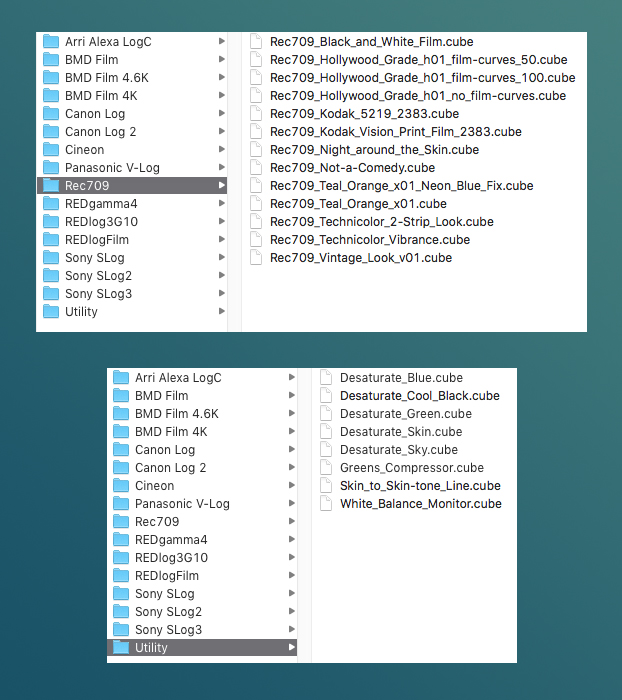 Arri Alexa LogC
BMD Film
BMD Film 4.6K
BMD Film 4K
Canon Log
Canon Log 2
Cineon
Panasonic V-Log
Rec709
REDgamma4
REDlog3G10
REDlogFilm
Sony SLog
Sony SLog2
Sony SLog3
Utility
Rec709_Black_and_White_Film.cube
Rec709_Hollywood_Grade_h01_film-curves_50.cube
Rec709_Hollywood_Grade_h01_film-curves_100.cube
Rec709_Hollywood_Grade_h01_no_film-curves.cube
Rec709_Kodak_5219_2383.cube
Rec709_Kodak_Vision_Print_Film_2383.cube
Rec709_Night_around_the_Skin.cube
Rec709_Not-a-Comedy.cube
Rec709_Teal_Orange_x01_Neon_Blue_Fix.cube
Rec709_Teal_Orange_x01.cube
Rec709_Technicolor_2-Strip_Look.cube
Rec709_Technicolor_Vibrance.cube
Rec709_Vintage_Look_v01.cube
Arri Alexa LogC
BMD Film
BMD Film 4.6K
BMD Film 4K
Canon Log
Canon Log 2
Cineon
Panasonic V-Log
Rec709
REDgamma4
REDlog3G10
REDlogFilm
Sony SLog
Sony SLog2
Sony SLog3
Utility
Desaturate_Blue.cube
Desaturate_Cool_Black.cube
Desaturate_Green.cube
Desaturate_Skin.cube
Desaturate_Sky.cube
Greens_Compressor.cube
Skin_to_Skin-tone_Line.cube
White_Balance_Monitor.cube